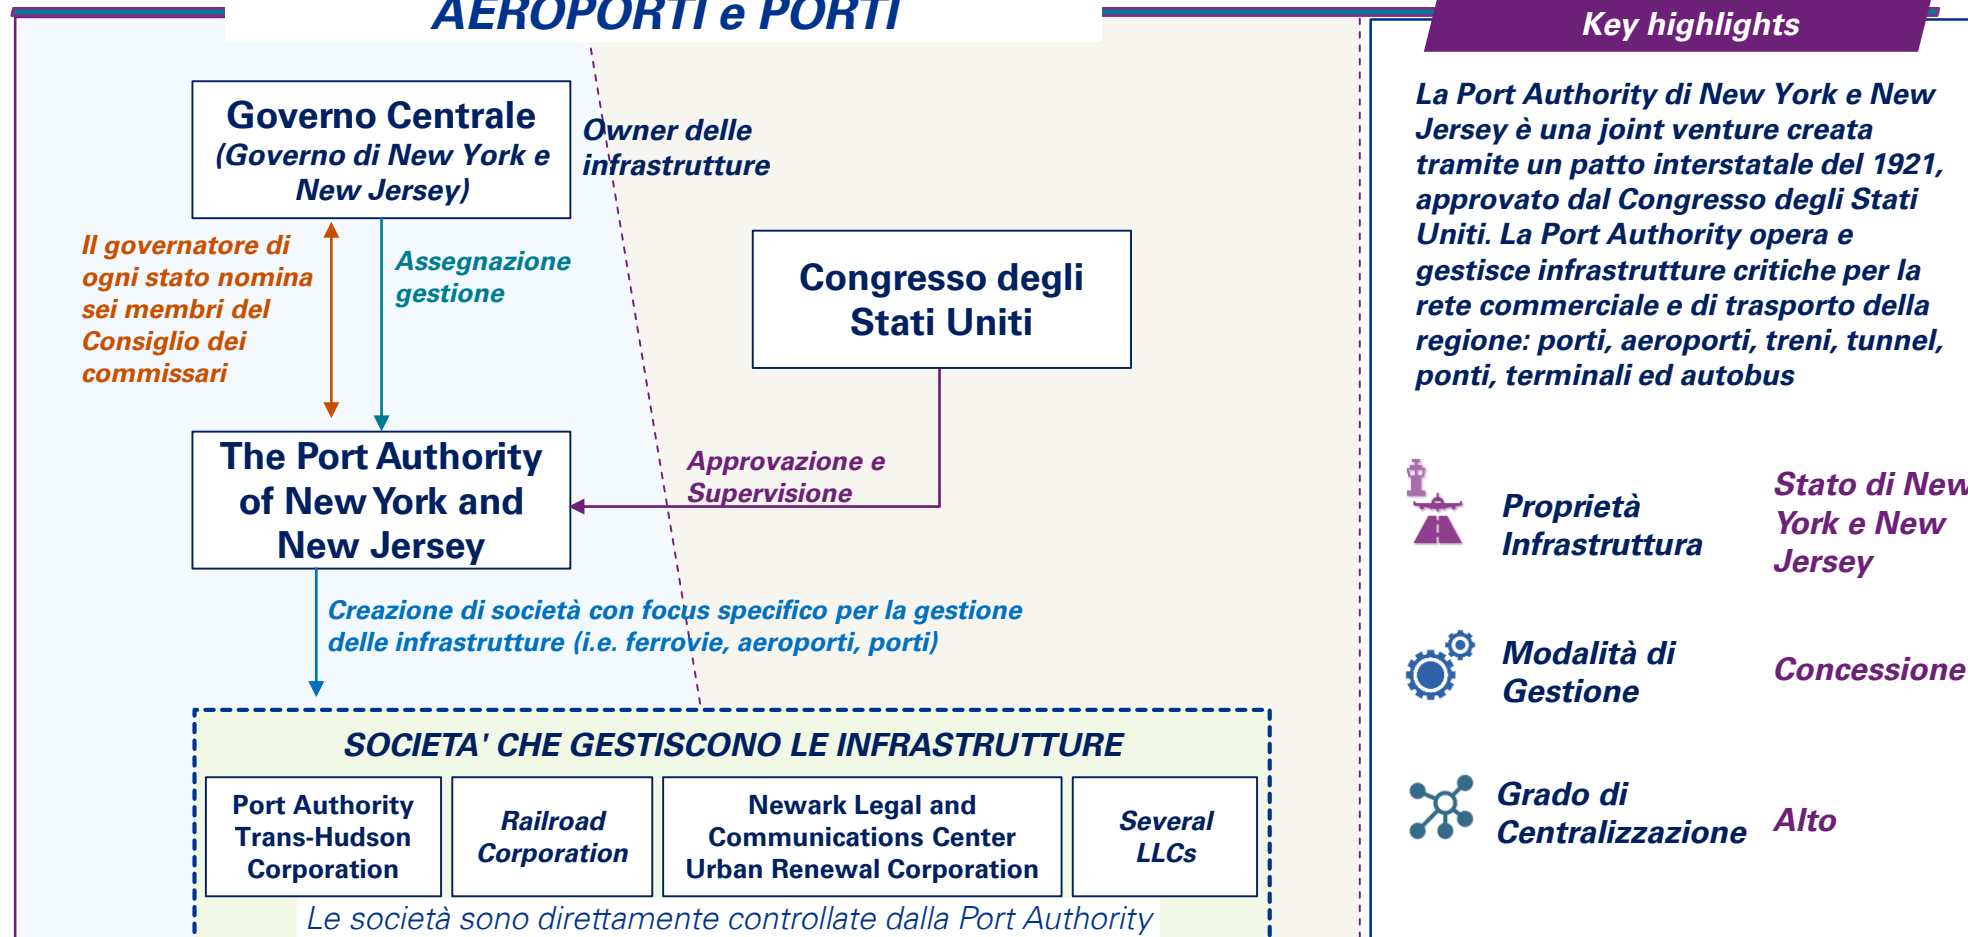 AEROPORTI e PORTI
Governo Centrale
(Governo di New York e
New Jersey)
Owner delle
infrastrutture
Il governatore di
ogni stato nomina
sei membri del
Consiglio dei
commissari
Assegnazione
gestione
Congresso degli
Stati Uniti
The Port Authority
of New York and
New Jersey
Approvazione e
Supervisione
Creazione di società con focus specifico per la gestione
delle infrastrutture (i.e. ferrovie, aeroporti, porti)
SOCIETA' CHE GESTISCONO LE INFRASTRUTTURE
Port Authority
Trans-Hudson
Corporation
Railroad
Corporation
Newark Legal and
Communications Center
Urban Renewal Corporation
Several
LLCs
Le società sono direttamente controllate dalla Port Authority
Key highlights
La Port Authority di New York e New
Jersey è una joint venture creata
tramite un patto interstatale del 1921,
approvato dal Congresso degli Stati
Uniti. La Port Authority opera e
gestisce infrastrutture critiche per la
rete commerciale e di trasporto della
regione: porti, aeroporti, treni, tunnel,
ponti, terminali ed autobus
Proprietà
Infrastruttura
Stato di New
York e New
Jersey
Modalità di
Gestione
Concessione
Grado di
Centralizzazione
Alto